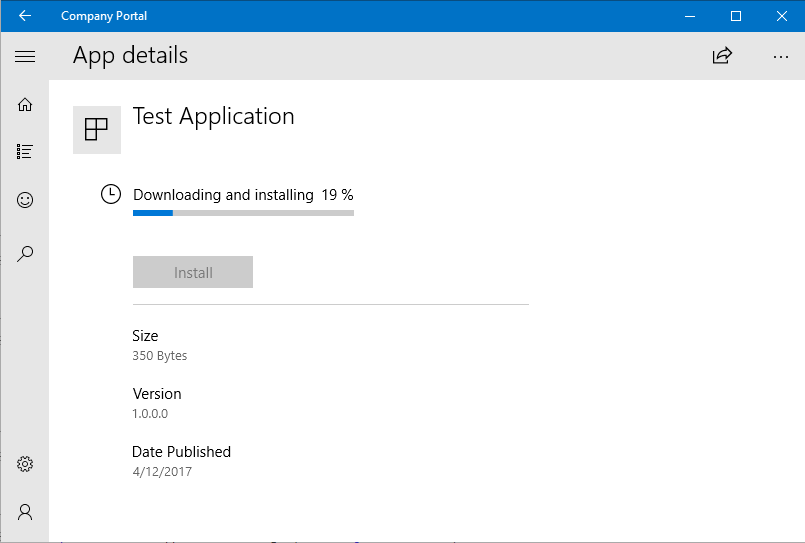 Company Portal
App details
Test Application
Downloading and installing 19 %
Install
Size
350 Bytes
Version
1.0.0.0
Date Published
4/12/2017